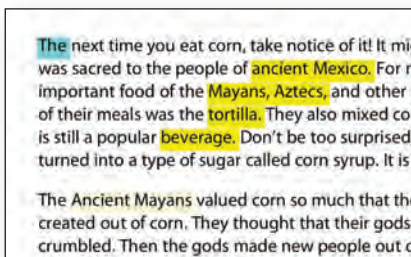 The next time you eat corn, take notice of it! It mi
was sacred to the people of ancient Mexico. For
important food of the Mayans, Aztecs, and other
of their meals was the tortilla. They also mixed co
is still a popular beverage. Don't be too surprised,
turned into a type of sugar called corn syrup. It is
The Ancient Mayans valued corn so much that the
created out of corn. They thought that their gods
crumbled. Then the gods made new people out